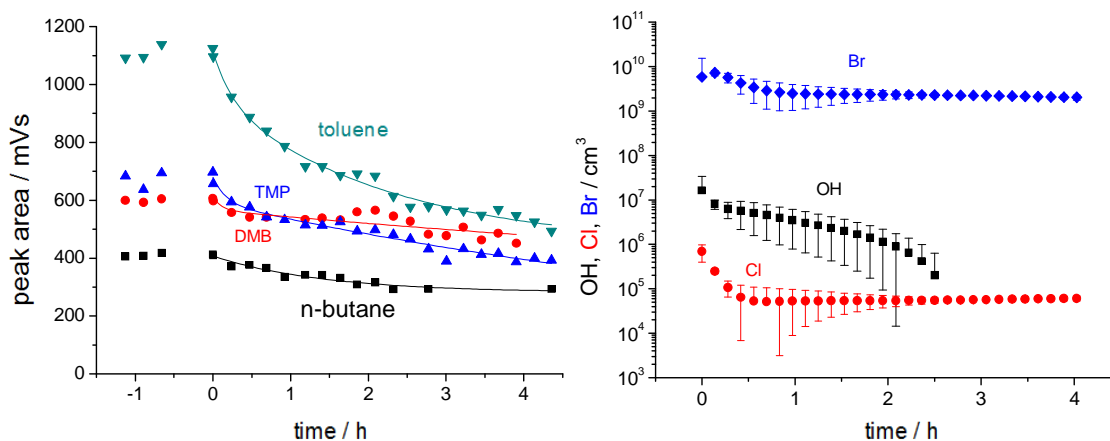 1200
1000
800
600
400
200
0
-1 0 1 2 3 4
peak area / mVs
time / h
toluene
TMP
DMB
n-butane
10¹¹
10¹⁰
10⁹
10⁸
10⁷
10⁶
10⁵
10⁴
10³
0 1 2 3 4
OH, Cl, Br / cm³
time / h
Br
OH
Cl